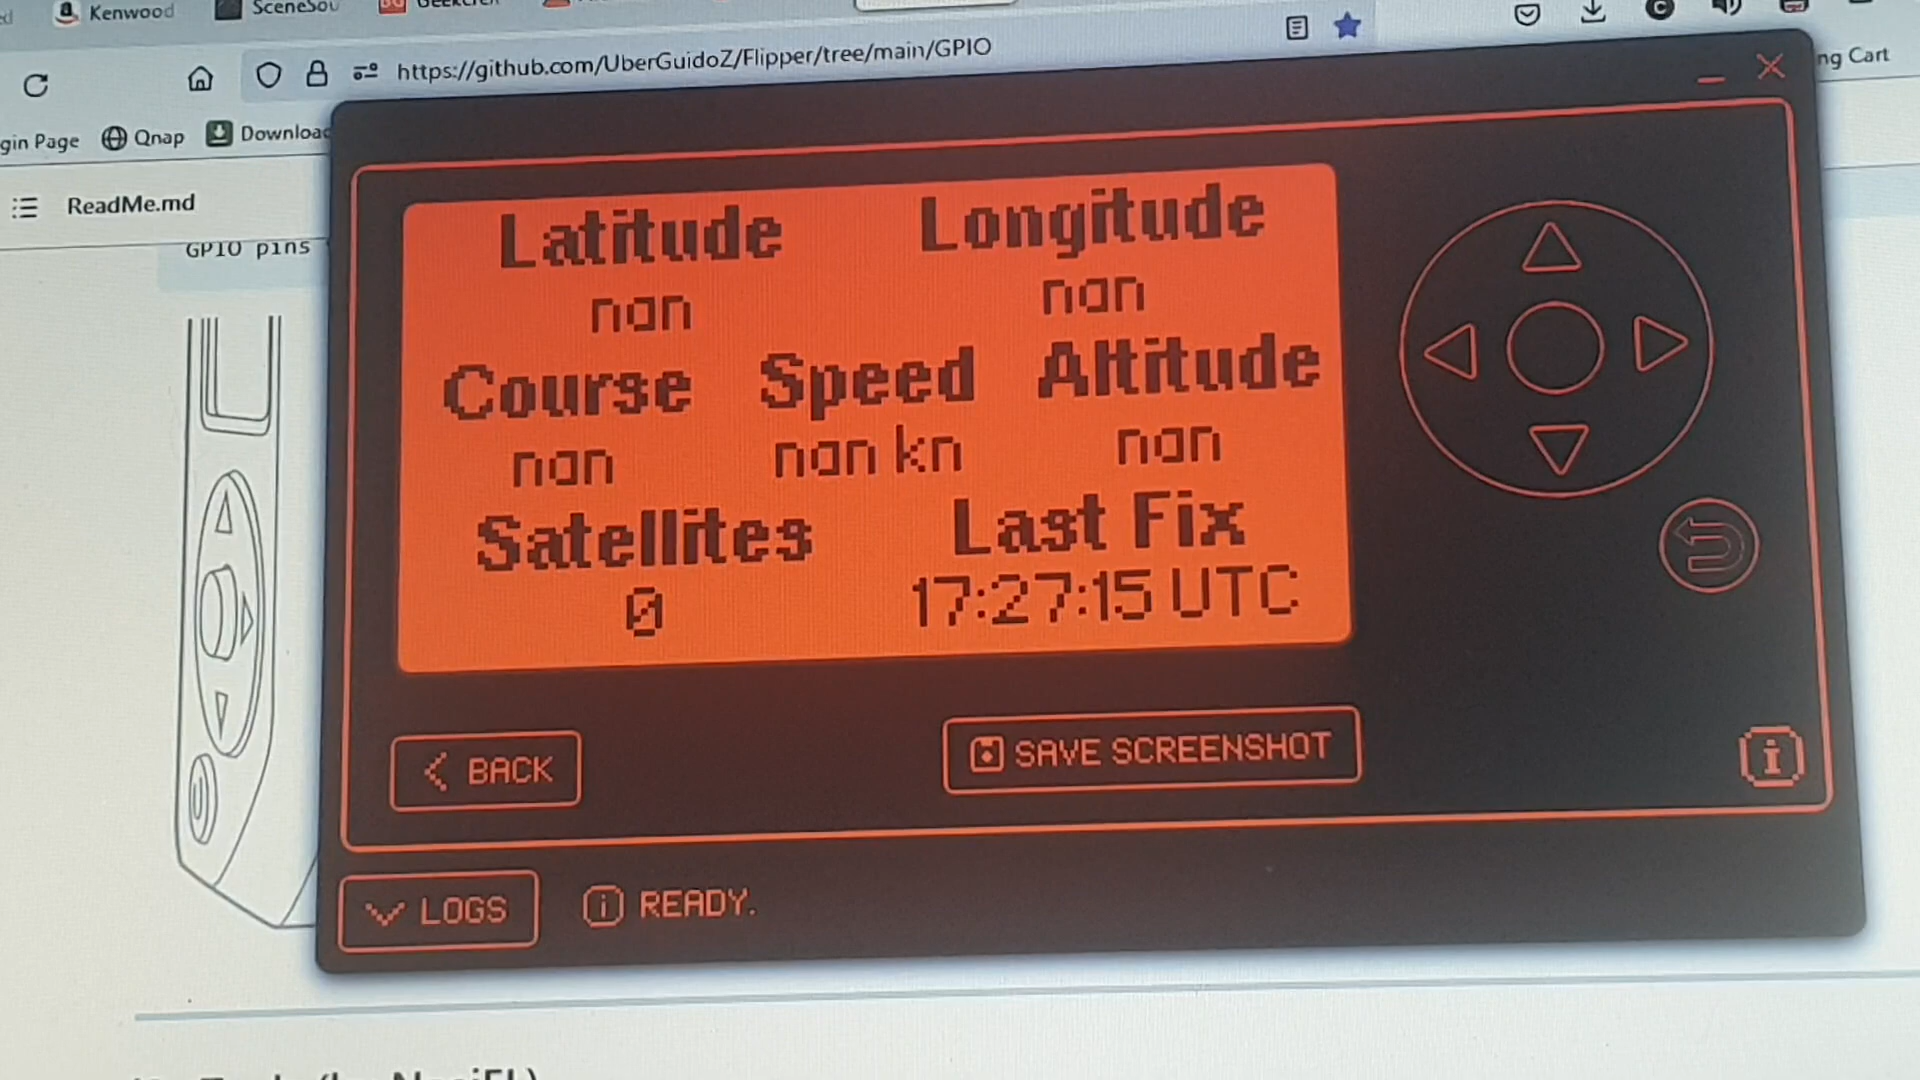 Kenwood
https://github.com/UberGuidoZ/Flipper/tree/main/GPIO
ng Cart
gin Page
Qnap
Download
ReadMe.md
GPIO pins
Latitude
Longitude
nan
nan
Course
Speed
Altitude
nan
nan kn
nan
Satellites
Last Fix
0
17:27:15 UTC
BACK
SAVE SCREENSHOT
LOGS
READY.